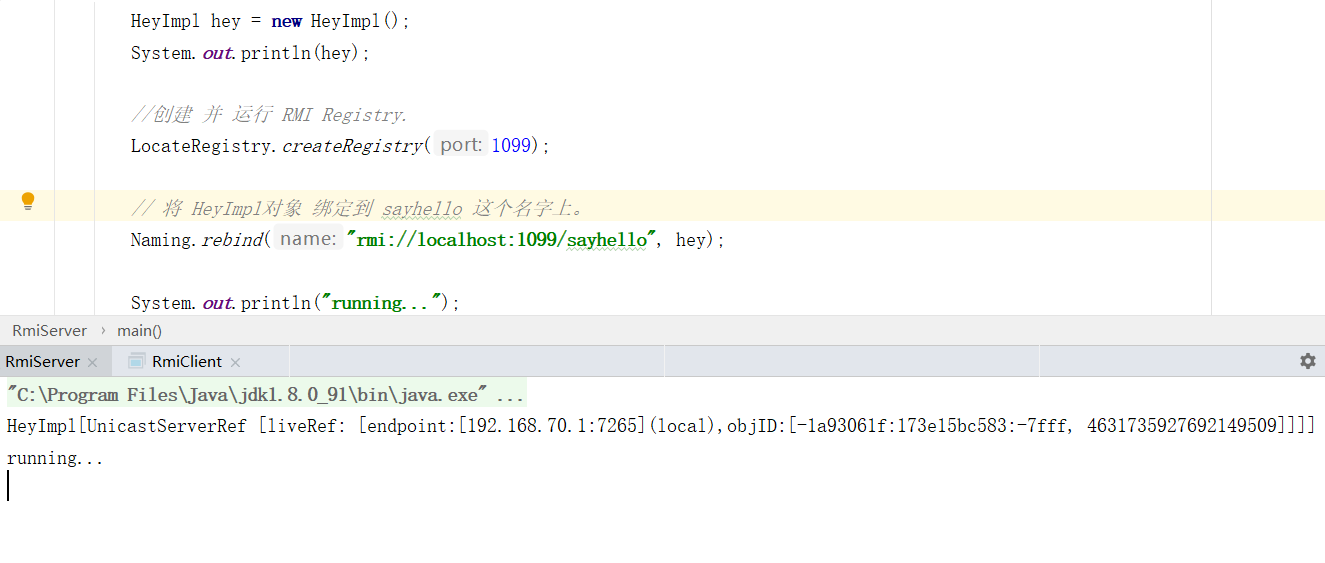 HeyImpl hey = new HeyImpl();
System.out.println(hey);
//创建 并 运行 RMI Registry.
LocateRegistry.createRegistry( port: 1099);
// 将 HeyImpl对象 绑定到 sayhello 这个名字上。
Naming.rebind( name: "rmi://localhost:1099/sayhello", hey);
System.out.println("running...");
RmiServer › main()
RmiServer × RmiClient ×
"C:\Program Files\Java\jdk1.8.0_91\bin\java.exe" ...
HeyImpl[UnicastServerRef [liveRef: [endpoint:[192.168.70.1:7265](local),objID:[-1a93061f:173e15bc583:-7fff, 4631735927692149509]]]]
running...